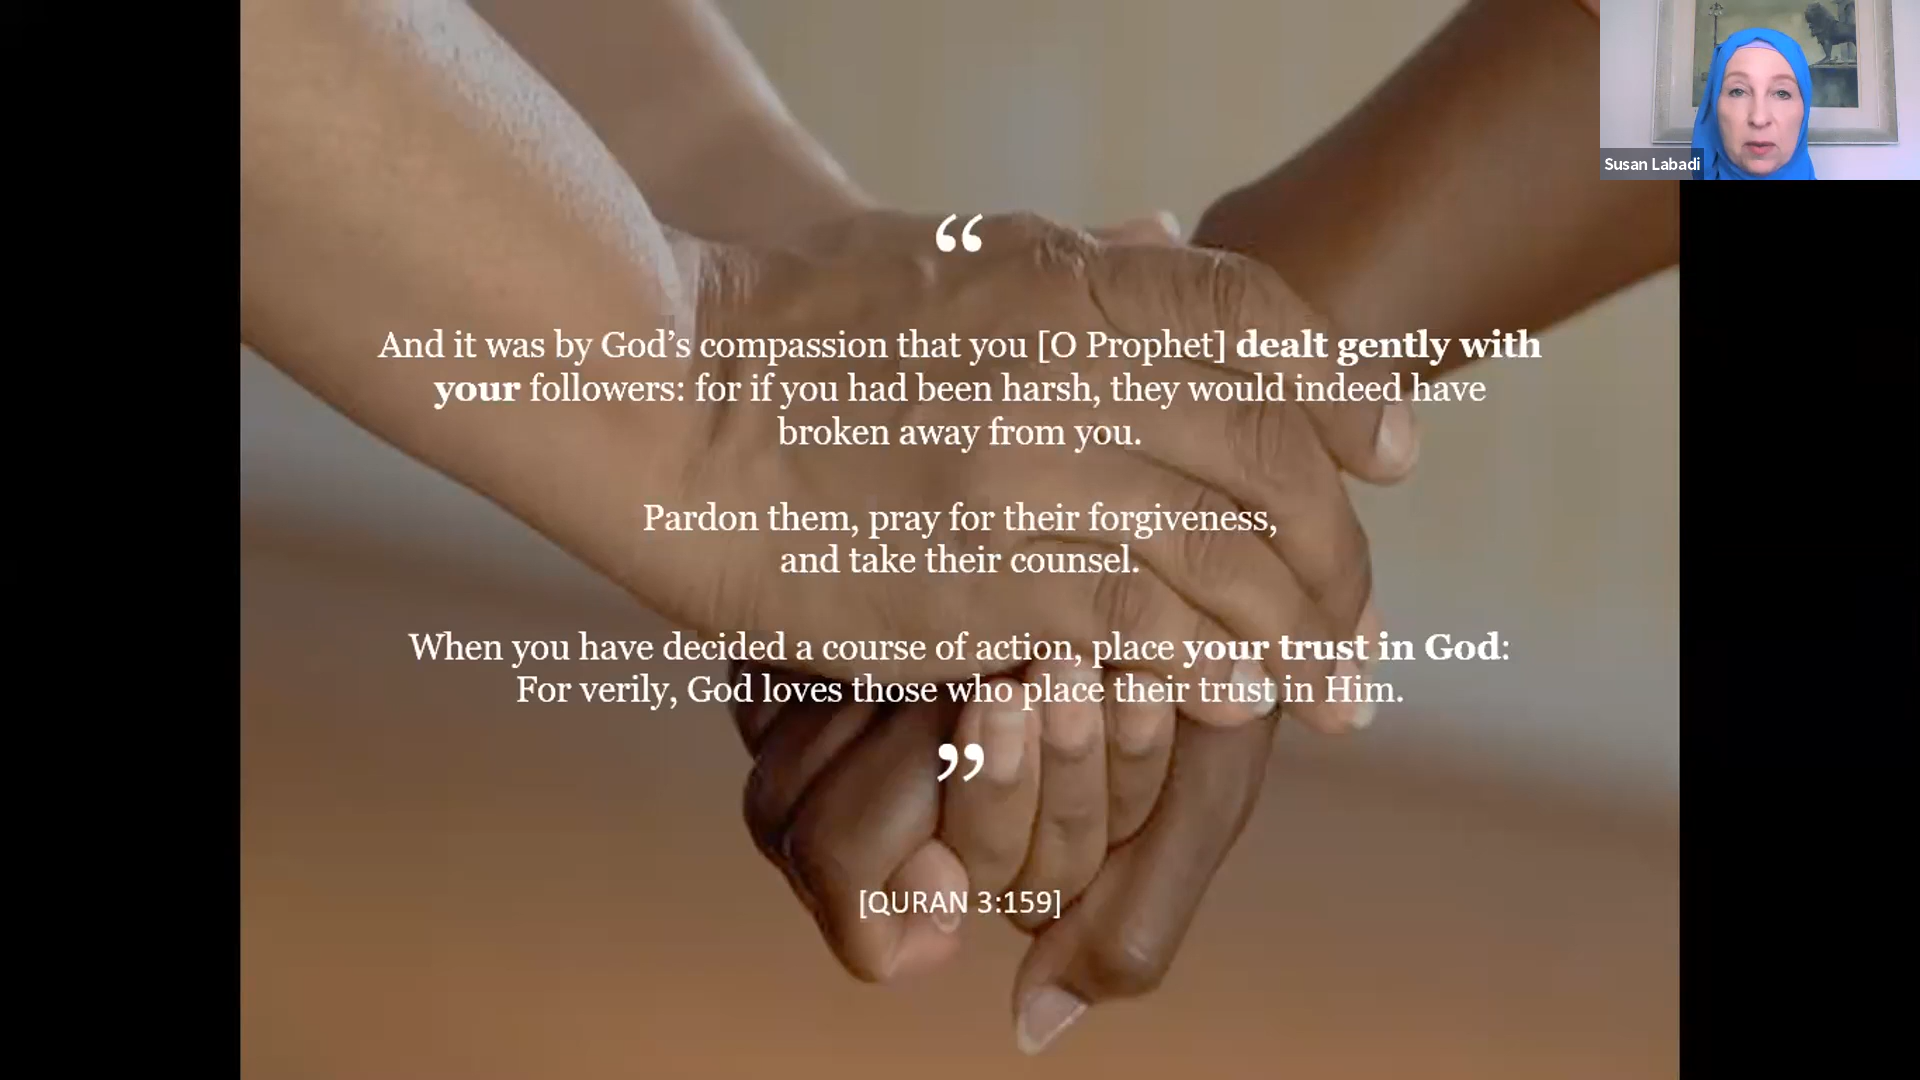 Susan Labadi
“
And it was by God’s compassion that you [O Prophet] dealt gently with
your followers: for if you had been harsh, they would indeed have
broken away from you.
Pardon them, pray for their forgiveness,
and take their counsel.
When you have decided a course of action, place your trust in God:
For verily, God loves those who place their trust in Him.
”
[QURAN 3:159]